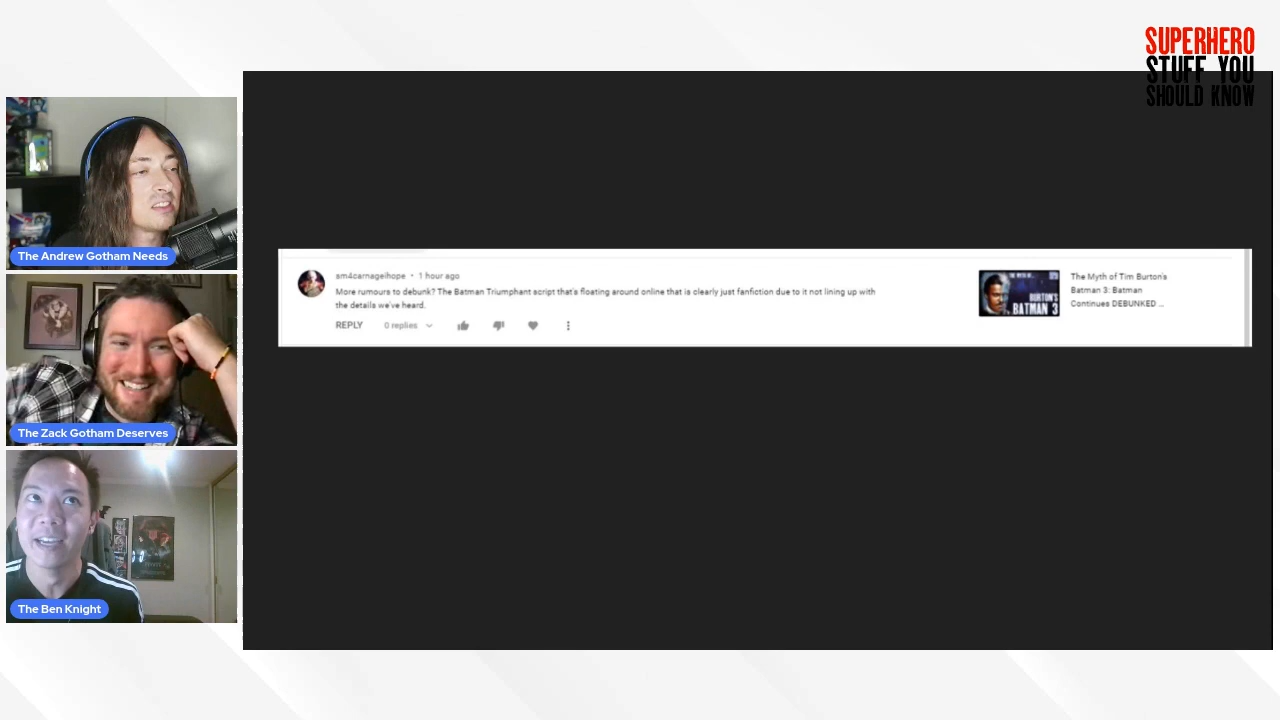 SUPERHERO
STUFF YOU
SHOULD KNOW
The Andrew Gotham Needs
The Zack Gotham Deserves
The Ben Knight
sm4carnageihope • 1 hour ago
More rumours to debunk? The Batman Triumphant script that's floating around online that is clearly just fanfiction due to it not lining up with
the details we've heard.
REPLY 0 replies
BURTON'S
BATMAN 3
The Myth of Tim Burton's
Batman 3: Batman
Continues DEBUNKED ...